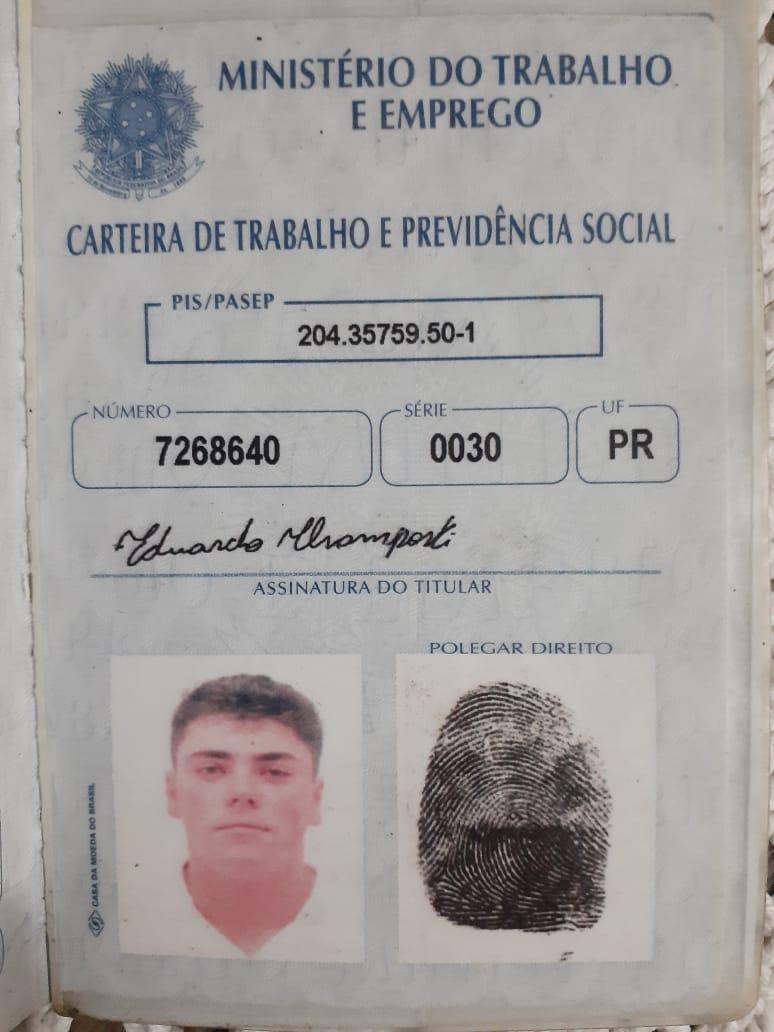 MINISTÉRIO DO TRABALHO
E EMPREGO
CARTEIRA DE TRABALHO E PREVIDÊNCIA SOCIAL
PIS/PASEP
204.35759.50-1
NÚMERO
7268640
SÉRIE
0030
UF
PR
Eduardo
ASSINATURA DO TITULAR
POLEGAR DIREITO
CASA DA MOEDA DO BRASIL